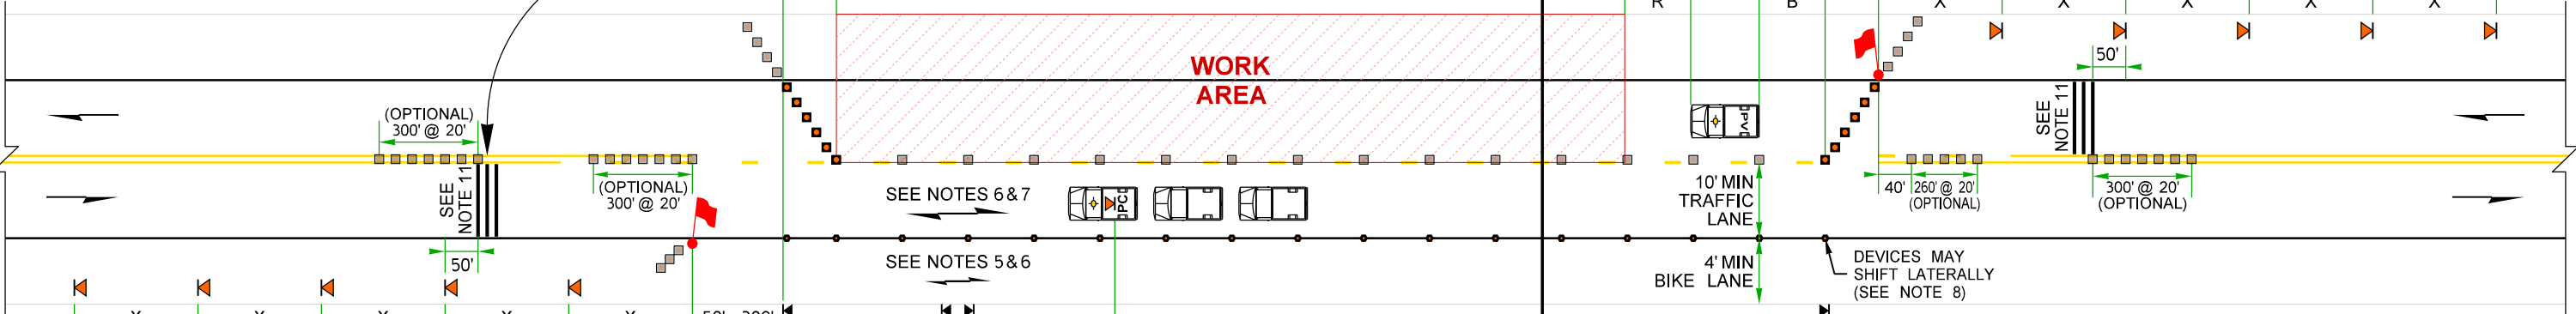 R
B
X
X
X
X
X
50'
WORK
AREA
(OPTIONAL)
300' @ 20'
SEE
NOTE 11
PV
SEE
NOTE 11
(OPTIONAL)
300' @ 20'
SEE NOTES 6 & 7
PC
10' MIN
TRAFFIC
LANE
40'
260' @ 20'
(OPTIONAL)
300' @ 20'
(OPTIONAL)
50'
SEE NOTES 5 & 6
4' MIN
BIKE LANE
DEVICES MAY
SHIFT LATERALLY
(SEE NOTE 8)
X
X
X
X
X
50' - 300'